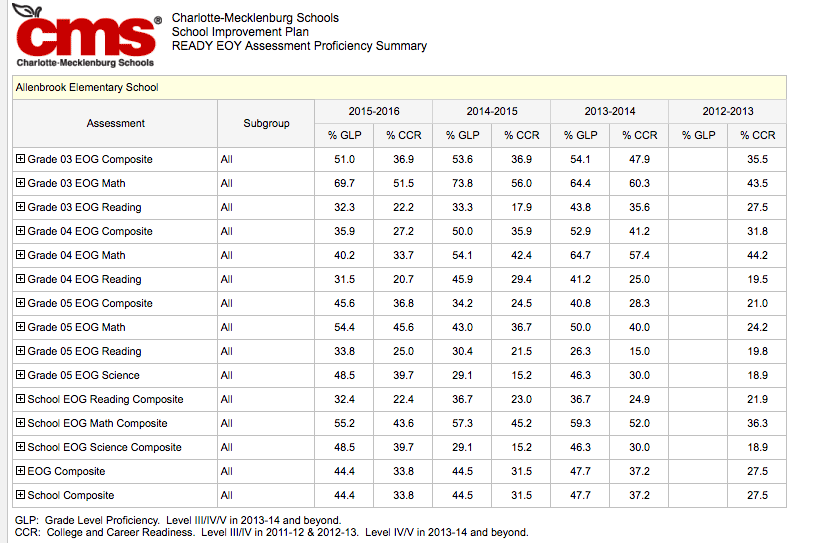 cms®
Charlotte-Mecklenburg Schools
Charlotte-Mecklenburg Schools
School Improvement Plan
READY EOY Assessment Proficiency Summary
Allenbrook Elementary School
Assessment Subgroup 2015-2016 2014-2015 2013-2014 2012-2013
% GLP % CCR % GLP % CCR % GLP % CCR % GLP % CCR
Grade 03 EOG Composite All 51.0 36.9 53.6 36.9 54.1 47.9 35.5
Grade 03 EOG Math All 69.7 51.5 73.8 56.0 64.4 60.3 43.5
Grade 03 EOG Reading All 32.3 22.2 33.3 17.9 43.8 35.6 27.5
Grade 04 EOG Composite All 35.9 27.2 50.0 35.9 52.9 41.2 31.8
Grade 04 EOG Math All 40.2 33.7 54.1 42.4 64.7 57.4 44.2
Grade 04 EOG Reading All 31.5 20.7 45.9 29.4 41.2 25.0 19.5
Grade 05 EOG Composite All 45.6 36.8 34.2 24.5 40.8 28.3 21.0
Grade 05 EOG Math All 54.4 45.6 43.0 36.7 50.0 40.0 24.2
Grade 05 EOG Reading All 33.8 25.0 30.4 21.5 26.3 15.0 19.8
Grade 05 EOG Science All 48.5 39.7 29.1 15.2 46.3 30.0 18.9
School EOG Reading Composite All 32.4 22.4 36.7 23.0 36.7 24.9 21.9
School EOG Math Composite All 55.2 43.6 57.3 45.2 59.3 52.0 36.3
School EOG Science Composite All 48.5 39.7 29.1 15.2 46.3 30.0 18.9
EOG Composite All 44.4 33.8 44.5 31.5 47.7 37.2 27.5
School Composite All 44.4 33.8 44.5 31.5 47.7 37.2 27.5
GLP: Grade Level Proficiency. Level III/IV/V in 2013-14 and beyond.
CCR: College and Career Readiness. Level III/IV in 2011-12 & 2012-13. Level IV/V in 2013-14 and beyond.